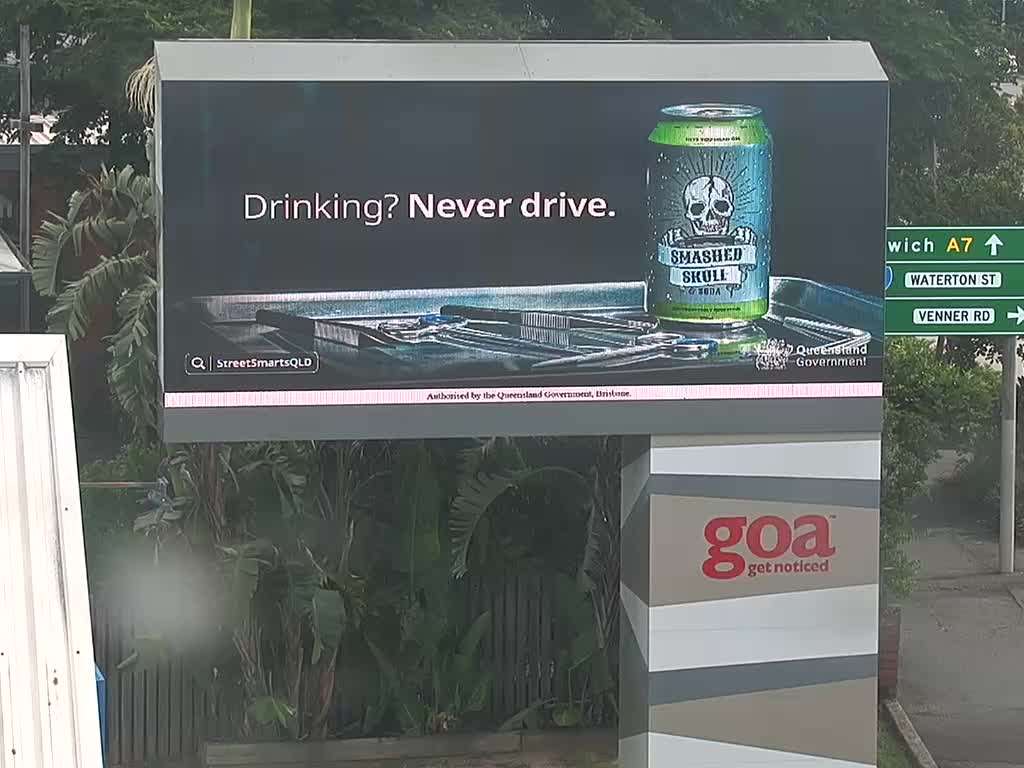 Drinking? Never drive.
SMASHED
SKULL
& SODA
StreetSmartsQLD
Queensland
Government
Authorised by the Queensland Government, Brisbane.
goa
get noticed
wich A7
WATERTON ST
VENNER RD